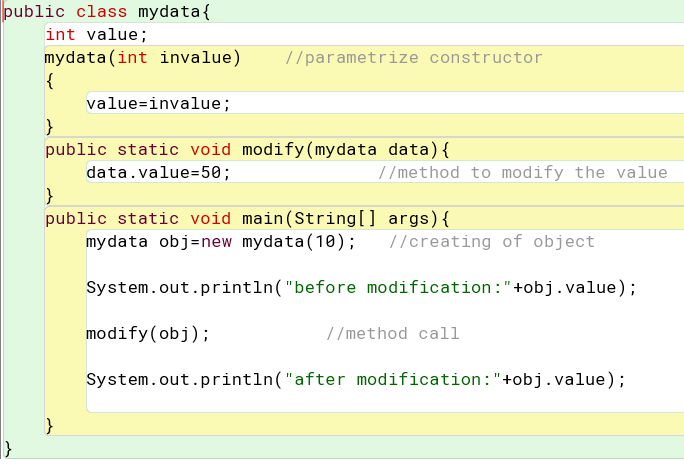 public class mydata{
int value;
mydata(int invalue) //parametrize constructor
{
value=invalue;
}
public static void modify(mydata data){
data.value=50; //method to modify the value
}
public static void main(String[] args){
mydata obj=new mydata(10); //creating of object
System.out.println("before modification:"+obj.value);
modify(obj); //method call
System.out.println("after modification:"+obj.value);
}
}